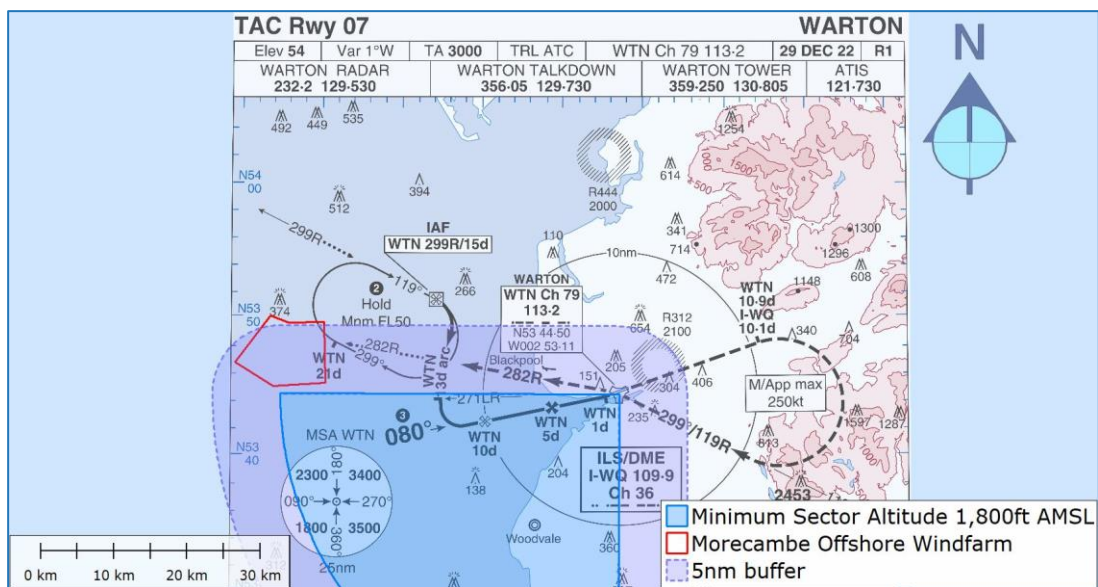 TAC Rwy 07 WARTON
Elev 54 Var 1°W TA 3000 TRL ATC WTN Ch 79 113·2 29 DEC 22 R1
WARTON RADAR WARTON TALKDOWN WARTON TOWER ATIS
232·2 129·530 356·05 129·730 359·250 130·805 121·730
N
492
449
535
1254
1500
1500
N54
00
394
512
R444
2000
614
299R
IAF
WTN 299R/15d
110
341
714
1300
1296
608
10nm
119°
2
Hold
Mnm FL50
266
WARTON
WTN Ch 79
113·2
N53 44·50
W002 53·11
472
WTN
10·9d
I-WQ
10·1d
1148
N53
50
374
654
R312
2100
340
704
WTN
21d
282R
299°
WTN
13d arc
Blackpool
282R
205
151
304
406
M/App max
250kt
271LR
3
080°
WTN
10d
WTN
5d
WTN
1d
235
299°/119R
1597
1287
813
N53
40
MSA WTN
2300 180° 3400
090° 270°
1800 360° 3500
25nm
138
204
ILS/DME
I-WQ 109·9
Ch 36
2453
Woodvale
360
312
0 km 10 km 20 km 30 km
Minimum Sector Altitude 1,800ft AMSL
Morecambe Offshore Windfarm
5nm buffer